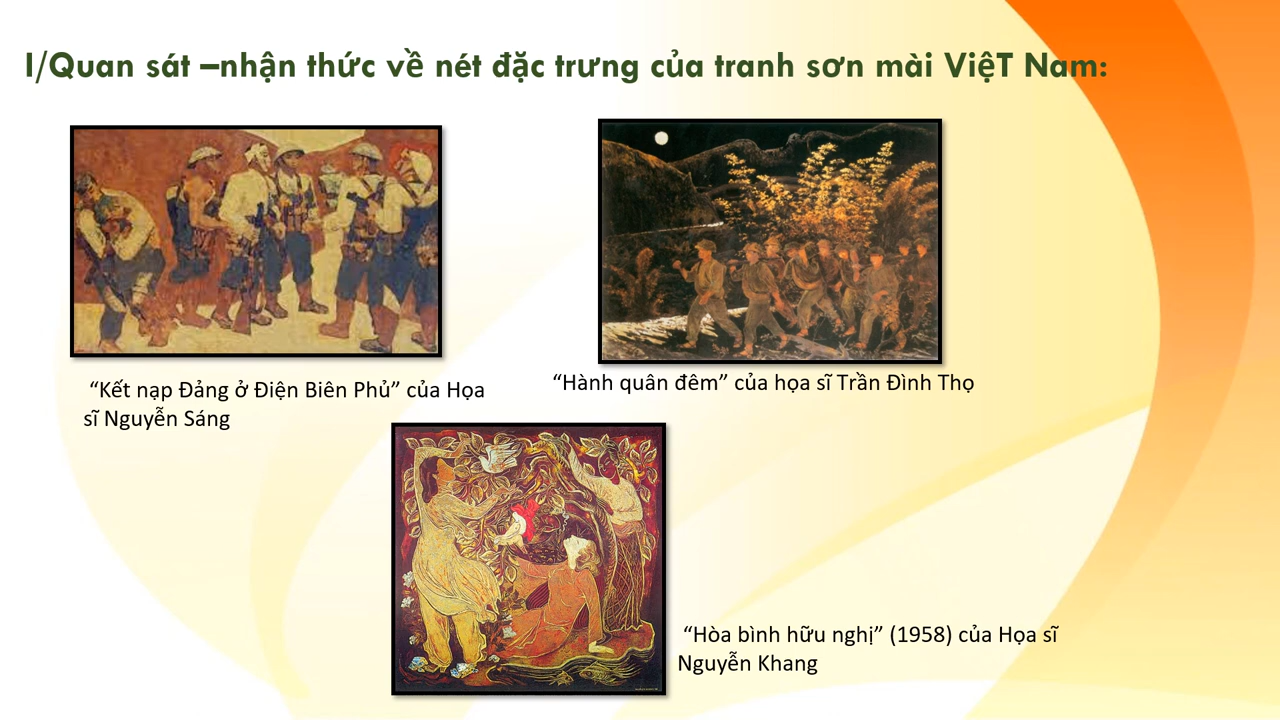 I/Quan sát –nhận thức về nét đặc trưng của tranh sơn mài ViệT Nam:
“Kết nạp Đảng ở Điện Biên Phủ” của Họa
sĩ Nguyễn Sáng
“Hành quân đêm” của họa sĩ Trần Đình Thọ
“Hòa bình hữu nghị” (1958) của Họa sĩ
Nguyễn Khang